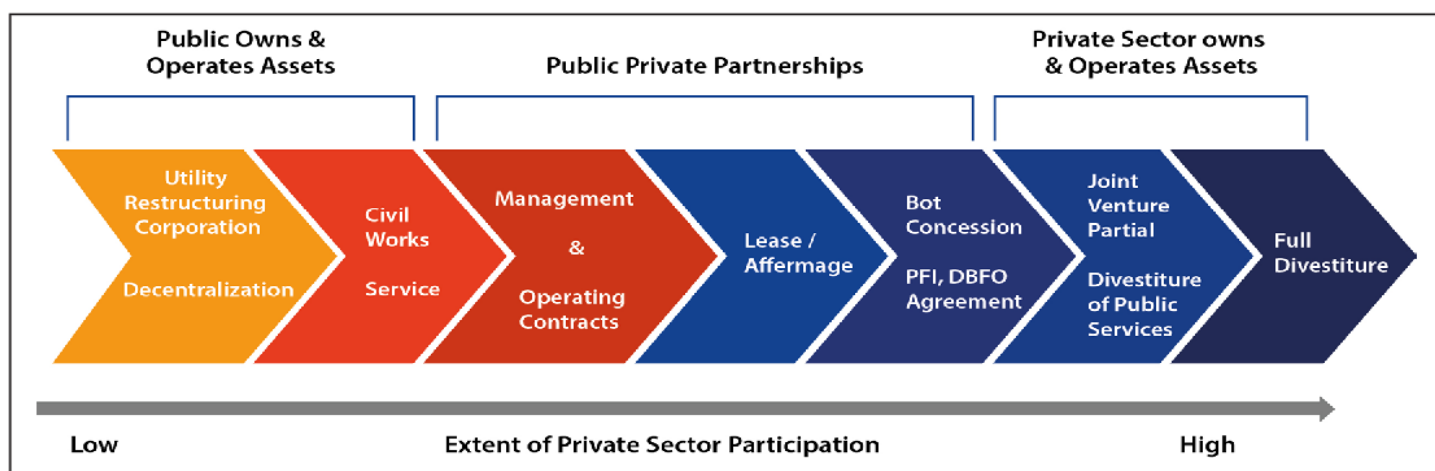 Public Owns &
Operates Assets
Public Private Partnerships
Private Sector owns
& Operates Assets
Utility
Restructuring
Corporation
Decentralization
Civil
Works
Service
Management
&
Operating
Contracts
Lease /
Affermage
Bot
Concession
PFI, DBFO
Agreement
Joint
Venture
Partial
Divestiture
of Public
Services
Full
Divestiture
Low
Extent of Private Sector Participation
High